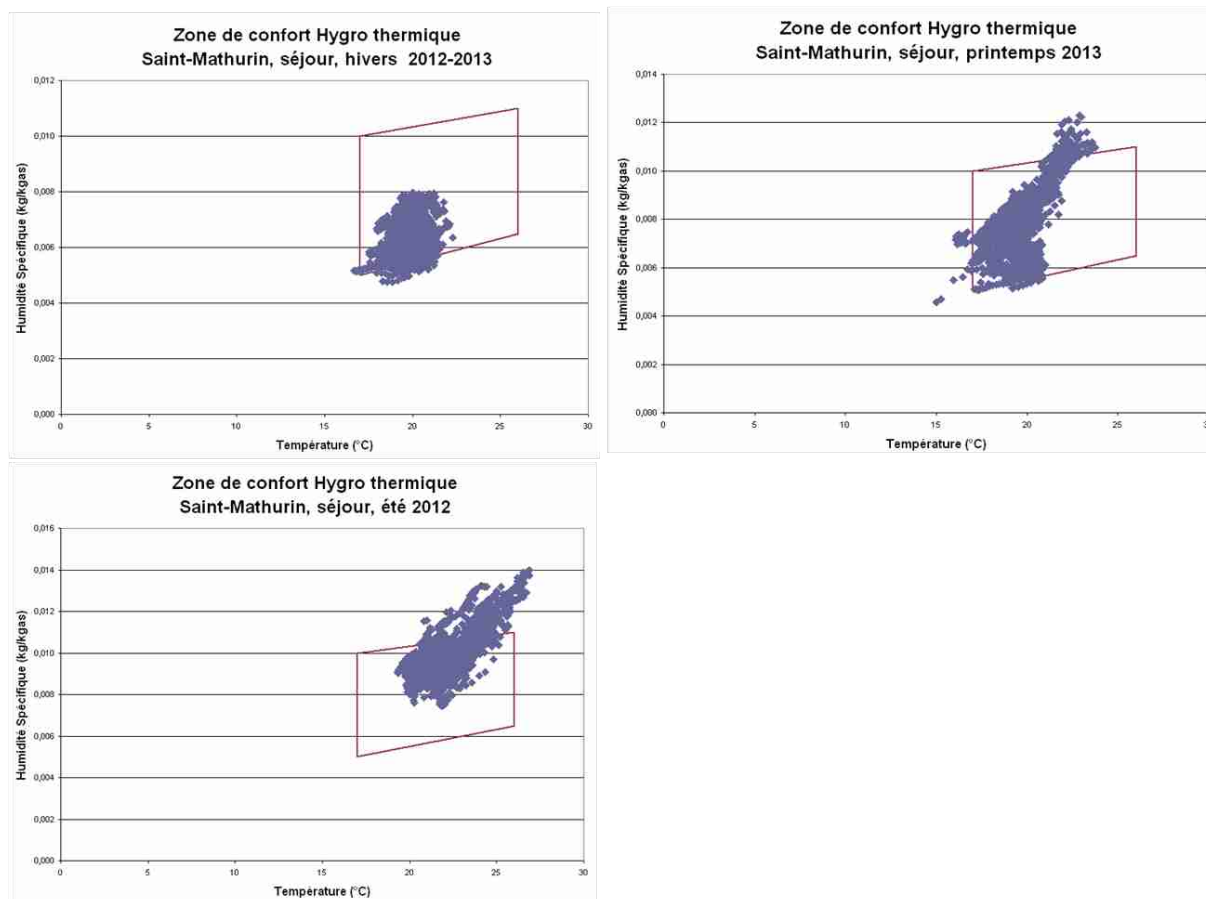 Zone de confort Hygro thermique
Saint-Mathurin, séjour, hivers 2012-2013
0,012
0,010
0,008
0,006
0,004
0,002
0,000
Humidité Spécifique (kg/kgas)
0 5 10 15 20 25 30
Température (°C)
Zone de confort Hygro thermique
Saint-Mathurin, séjour, printemps 2013
0,014
0,012
0,010
0,008
0,006
0,004
0,002
0,000
Humidité Spécifique (kg/kgas)
0 5 10 15 20 25 30
Température (°C)
Zone de confort Hygro thermique
Saint-Mathurin, séjour, été 2012
0,016
0,014
0,012
0,010
0,008
0,006
0,004
0,002
0,000
Humidité Spécifique (kg/kgas)
0 5 10 15 20 25 30
Température (°C)